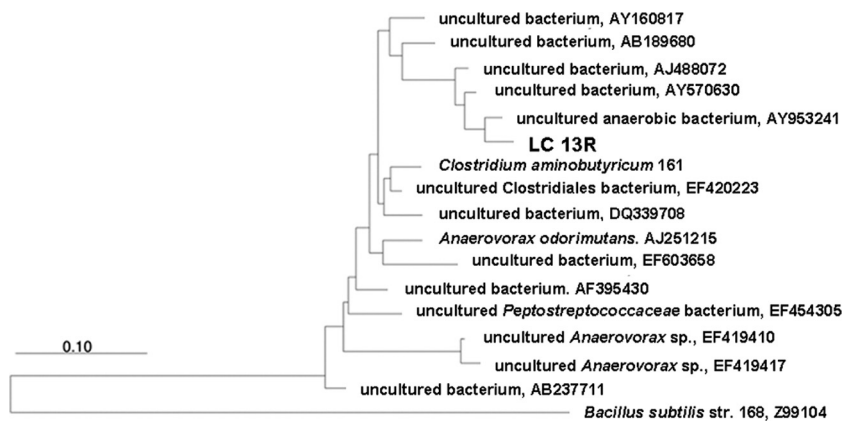 uncultured bacterium, AY160817
uncultured bacterium, AB189680
uncultured bacterium, AJ488072
uncultured bacterium, AY570630
uncultured anaerobic bacterium, AY953241
LC 13R
Clostridium aminobutyricum 161
uncultured Clostridiales bacterium, EF420223
uncultured bacterium, DQ339708
Anaerovorax odorimutans. AJ251215
uncultured bacterium, EF603658
uncultured bacterium. AF395430
uncultured Peptostreptococcaceae bacterium, EF454305
uncultured Anaerovorax sp., EF419410
0.10
uncultured Anaerovorax sp., EF419417
uncultured bacterium, AB237711
Bacillus subtilis str. 168, Z99104